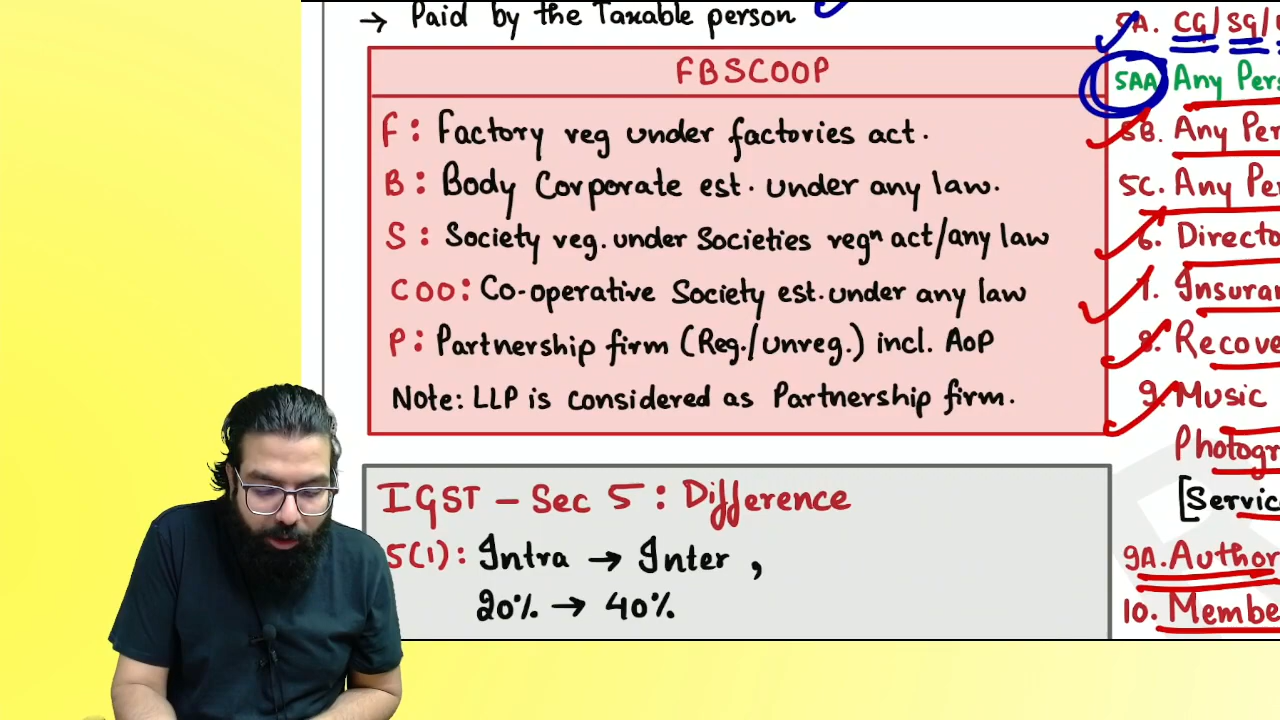 → Paid by the Taxable person
FBSCOOP
F: Factory reg under factories act.
B: Body Corporate est. under any law.
S: Society reg. under Societies regⁿ act/any law
COO: Co-operative Society est. under any law
P: Partnership firm (Reg./unreg.) incl. AoP
Note: LLP is considered as Partnership firm.
IGST - Sec 5: Difference
5(1): Intra → Inter,
20% → 40%
5A. CG/SG/
5AA Any Pers
5B. Any Per
5C. Any Per
6. Directo
7. Insuran
8. Recove
9. Music
Photogr
[Servic
9A. Author
10. Membe